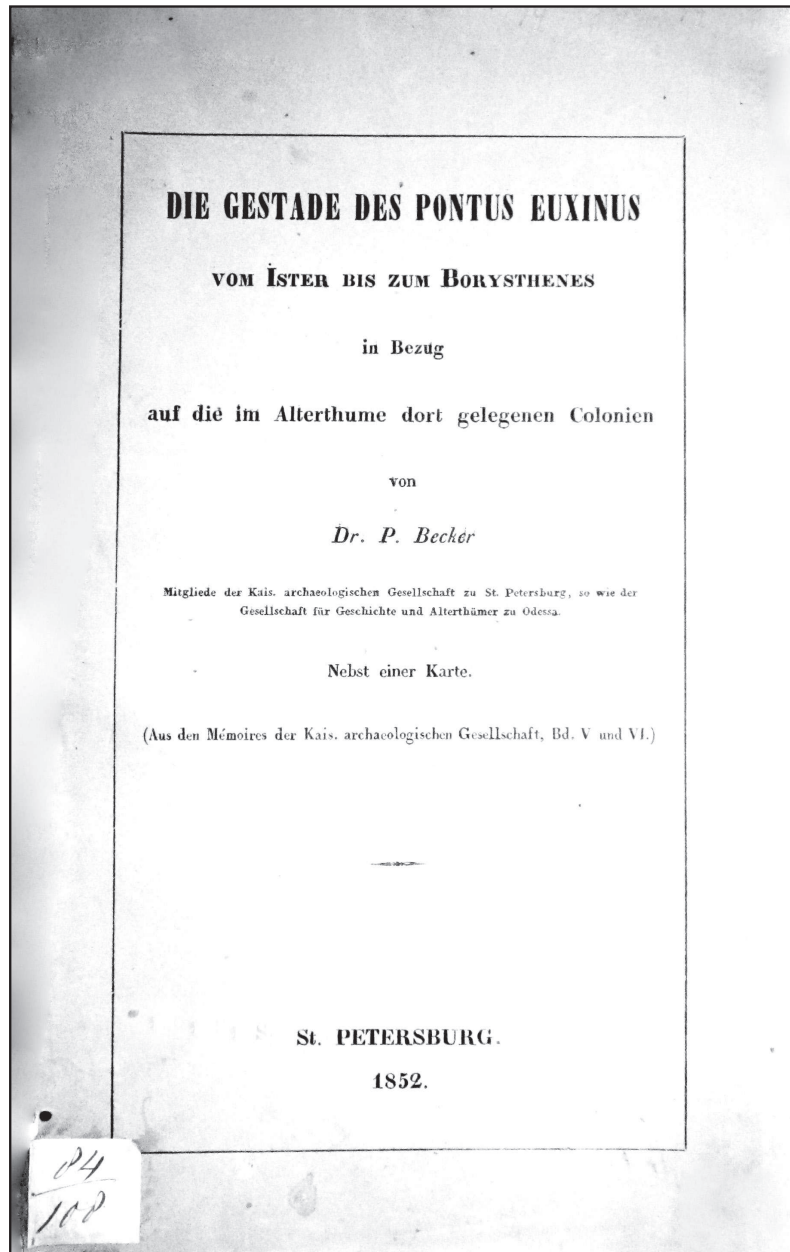 DIE GESTADE DES PONTUS EUXINUS
VOM ISTER BIS ZUM BORYSTHENES
in Bezug
auf die im Alterthume dort gelegenen Colonien
von
Dr. P. Becker
Mitgliede der Kais. archaeologischen Gesellschaft zu St. Petersburg, so wie der
Gesellschaft für Geschichte und Alterthümer zu Odessa.
Nebst einer Karte.
(Aus den Mémoires der Kais. archaeologischen Gesellschaft, Bd. V und VI.)
St. PETERSBURG.
1852.
84
108